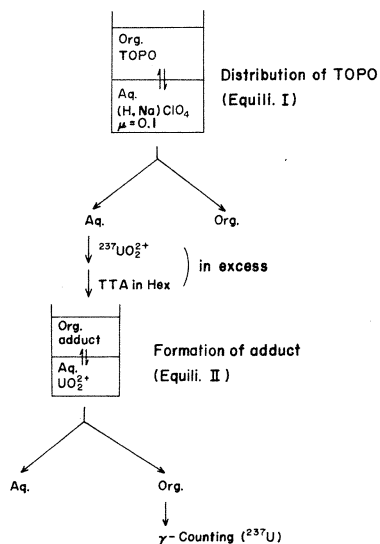 Org.
TOPO
Aq.
(H, Na) ClO₄
μ=0.1
Distribution of TOPO
(Equili. I)
Aq.
Org.
²³⁷UO₂²⁺
TTA in Hex
in excess
Org.
adduct
Aq.
UO₂²⁺
Formation of adduct
(Equili. II)
Aq.
Org.
γ-Counting (²³⁷U)